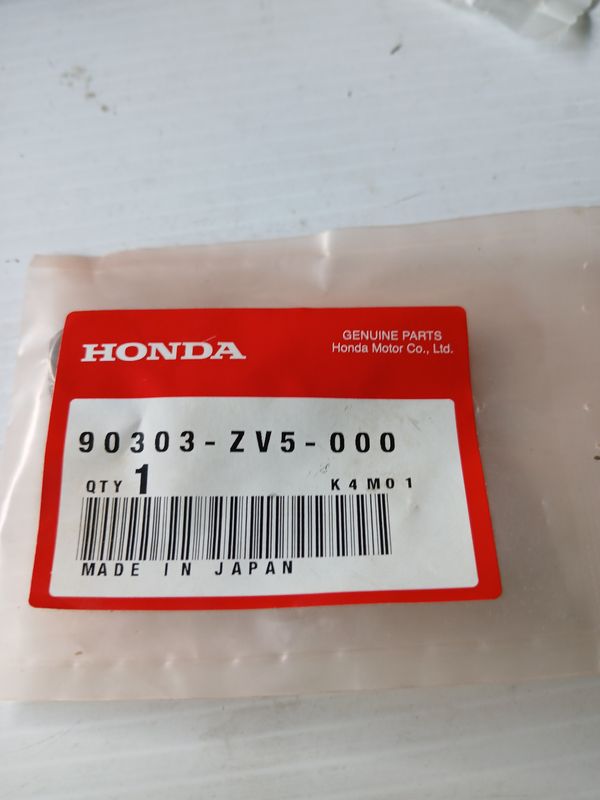 HONDA
GENUINE PARTS
Honda Motor Co., Ltd.
90303-ZV5-000
QTY 1
K4M01
MADE IN JAPAN